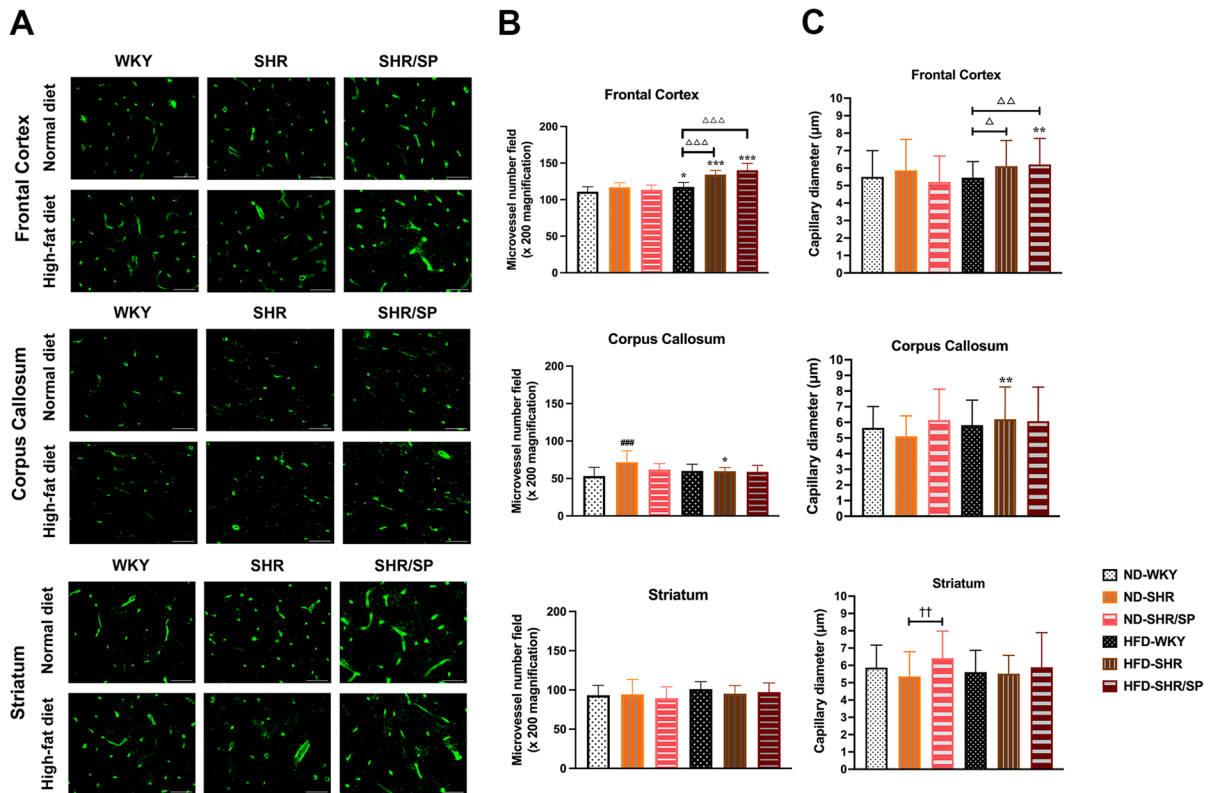 A
WKY
SHR
SHR/SP
Frontal Cortex
Normal diet
High-fat diet
WKY
SHR
SHR/SP
Corpus Callosum
Normal diet
High-fat diet
WKY
SHR
SHR/SP
Striatum
Normal diet
High-fat diet
B
Frontal Cortex
Microvessel number field
(x 200 magnification)
200
150
100
50
0
*
***
***
△△△
△△△
Corpus Callosum
Microvessel number field
(x 200 magnification)
200
150
100
50
0
###
*
Striatum
Microvessel number field
(x 200 magnification)
200
150
100
50
0
C
Frontal Cortex
Capillary diameter (µm)
10
9
8
7
6
5
4
3
2
1
0
△△
△
**
Corpus Callosum
Capillary diameter (µm)
10
9
8
7
6
5
4
3
2
1
0
**
Striatum
Capillary diameter (µm)
10
9
8
7
6
5
4
3
2
1
0
††
ND-WKY
ND-SHR
ND-SHR/SP
HFD-WKY
HFD-SHR
HFD-SHR/SP